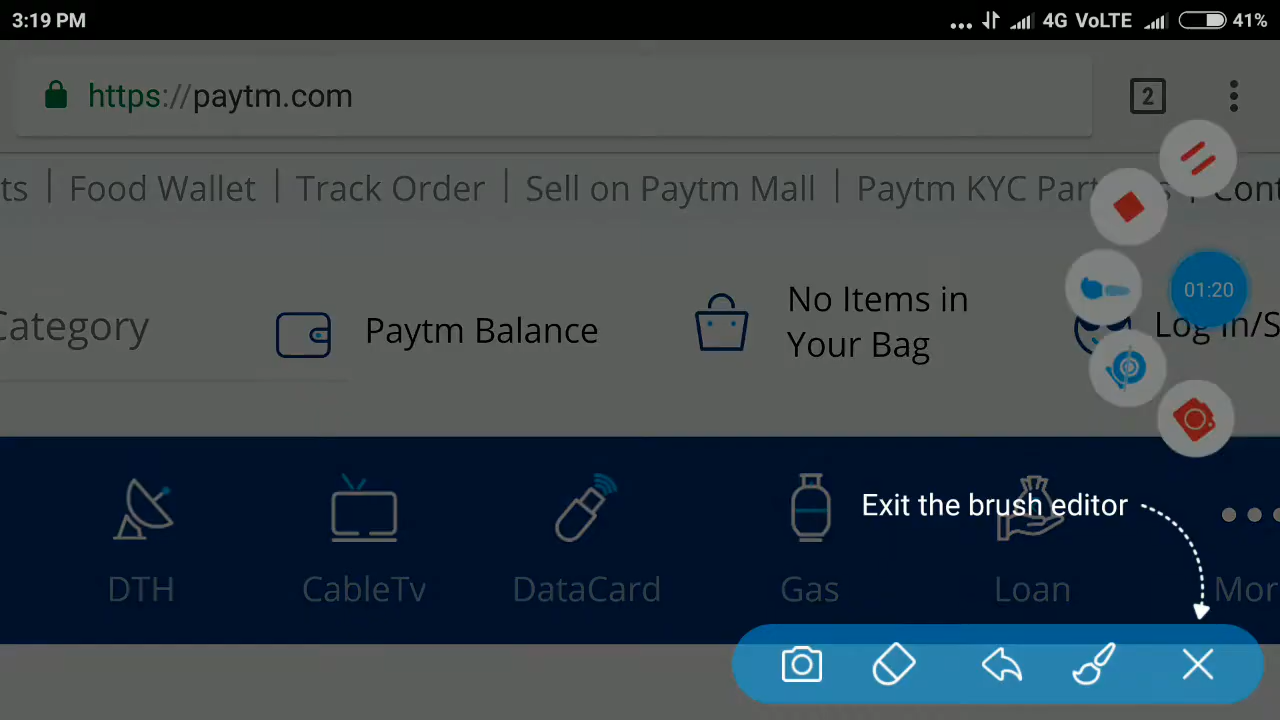 3:19 PM ... 4G VoLTE 41%
https://paytm.com 2
ts | Food Wallet | Track Order | Sell on Paytm Mall | Paytm KYC Par s | Cont
01:20
Category Paytm Balance No Items in Your Bag Log In/S
Exit the brush editor
DTH CableTv DataCard Gas Loan Mor